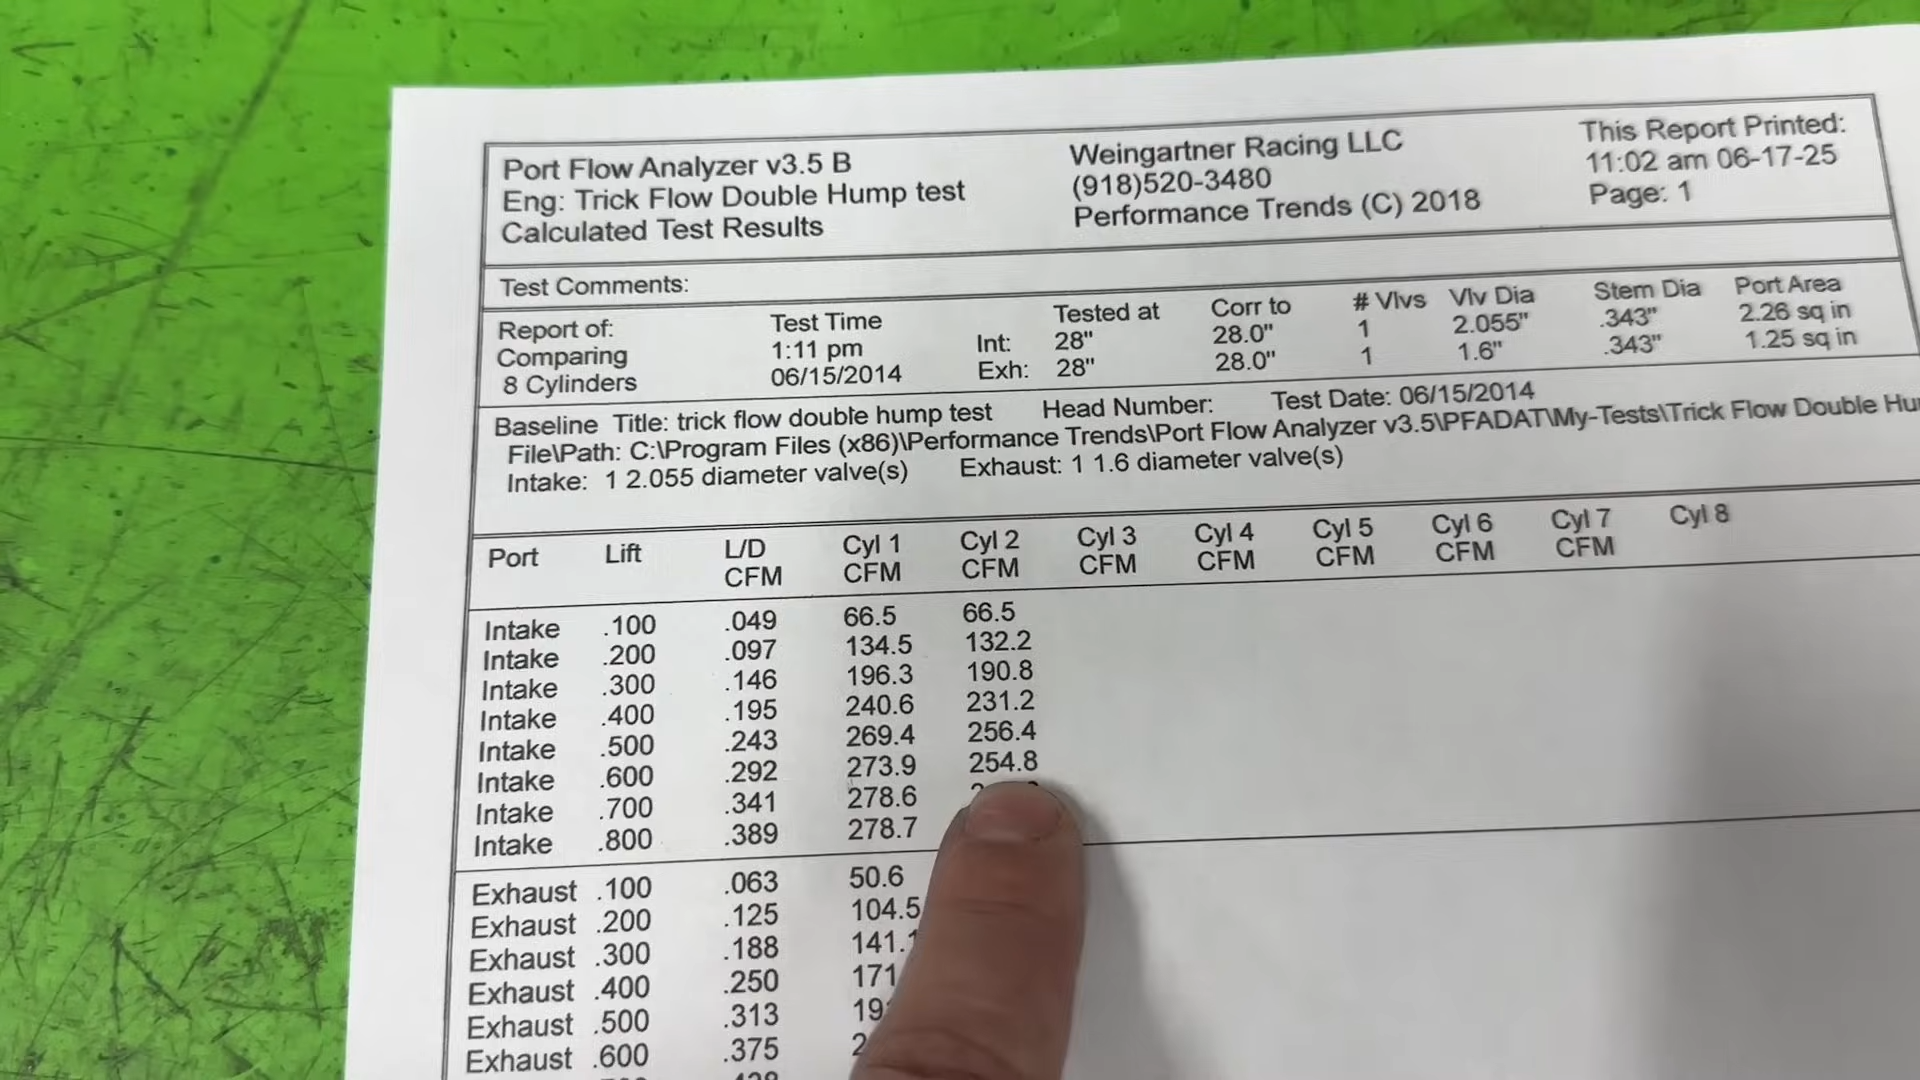 Port Flow Analyzer v3.5 B
Eng: Trick Flow Double Hump test
Calculated Test Results
Weingartner Racing LLC
(918)520-3480
Performance Trends (C) 2018
This Report Printed:
11:02 am 06-17-25
Page: 1
Test Comments:
Report of: Test Time Tested at Corr to # Vlvs Vlv Dia Stem Dia Port Area
Comparing 1:11 pm Int: 28" 28.0" 1 2.055" .343" 2.26 sq in
8 Cylinders 06/15/2014 Exh: 28" 28.0" 1 1.6" .343" 1.25 sq in
Baseline Title: trick flow double hump test Head Number: Test Date: 06/15/2014
File\Path: C:\Program Files (x86)\Performance Trends\Port Flow Analyzer v3.5\PFADAT\My-Tests\Trick Flow Double
Intake: 1 2.055 diameter valve(s) Exhaust: 1 1.6 diameter valve(s)
Port Lift L/D Cyl 1 Cyl 2 Cyl 3 Cyl 4 Cyl 5 Cyl 6 Cyl 7 Cyl 8
CFM CFM CFM CFM CFM CFM CFM CFM
Intake .100 .049 66.5 66.5
Intake .200 .097 134.5 132.2
Intake .300 .146 196.3 190.8
Intake .400 .195 240.6 231.2
Intake .500 .243 269.4 256.4
Intake .600 .292 273.9 254.8
Intake .700 .341 278.6
Intake .800 .389 278.7
Exhaust .100 .063 50.6
Exhaust .200 .125 104.5
Exhaust .300 .188
Exhaust .400 .250
Exhaust .500 .313
Exhaust .600 .375